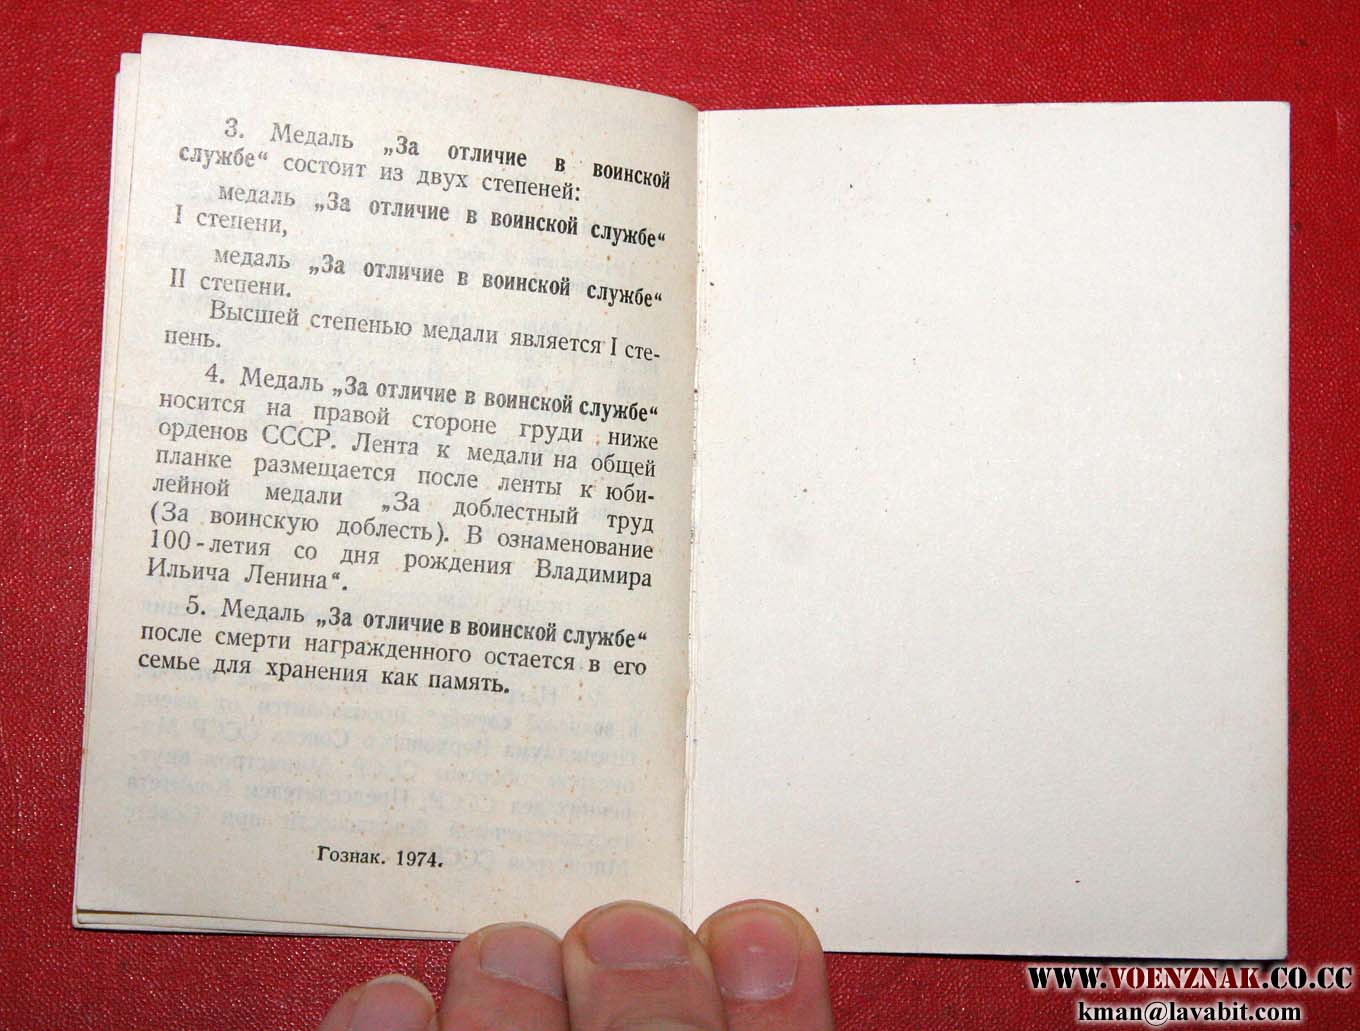 3. Медаль „За отличие в воинской
службе“ состоит из двух степеней:
медаль „За отличие в воинской службе“
I степени,
медаль „За отличие в воинской службе“
II степени.
Высшей степенью медали является I сте-
пень.
4. Медаль „За отличие в воинской службе“
носится на правой стороне груди ниже
орденов СССР. Лента к медали на общей
планке размещается после ленты к юби-
лейной медали „За доблестный труд
(За воинскую доблесть). В ознаменование
100-летия со дня рождения Владимира
Ильича Ленина“.
5. Медаль „За отличие в воинской службе“
после смерти награжденного остается в его
семье для хранения как память.
Гознак. 1974.
WWW.VOENZNAK.CO.CC
kman@lavabit.com